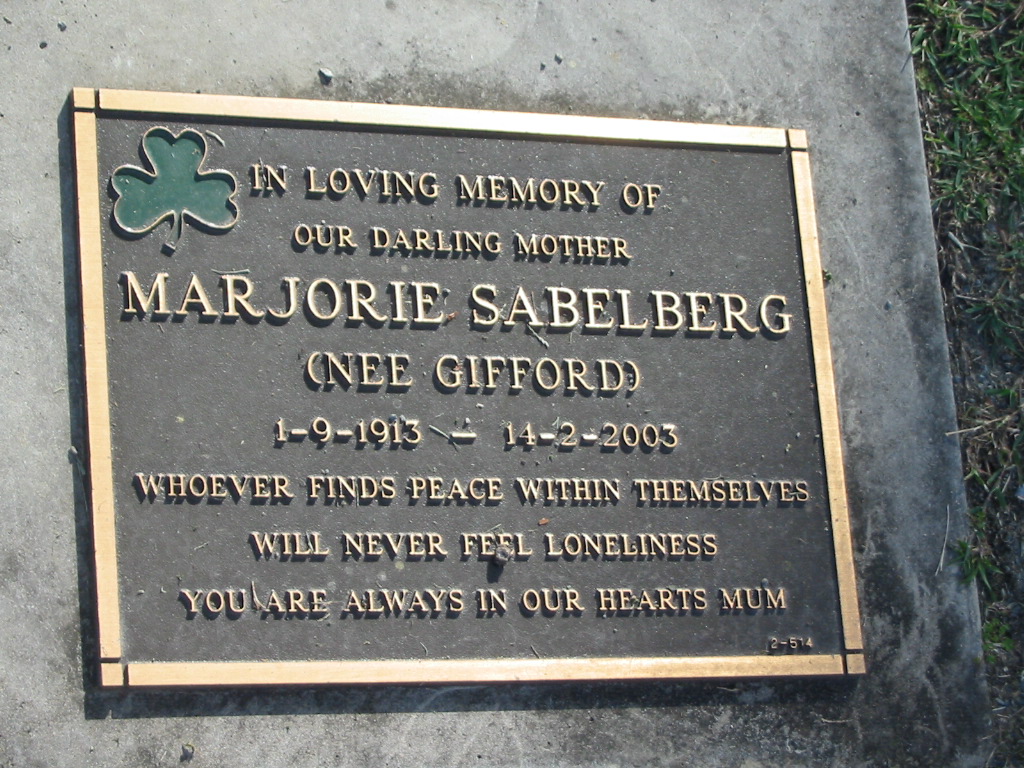 IN LOVING MEMORY OF
OUR DARLING MOTHER
MARJORIE SABELBERG
(NEE GIFFORD)
1-9-1913 — 14-2-2003
WHOEVER FINDS PEACE WITHIN THEMSELVES
WILL NEVER FEEL LONELINESS
YOU ARE ALWAYS IN OUR HEARTS MUM
2-514